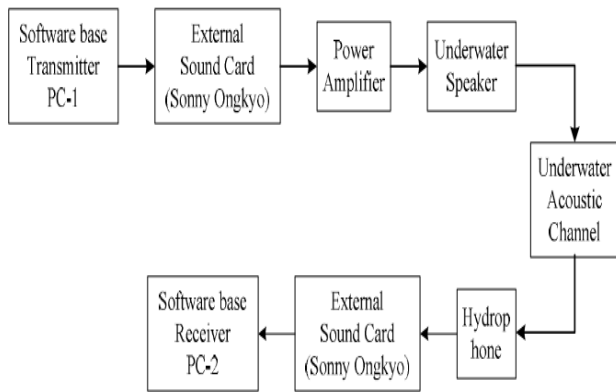 Software base
Transmitter
PC-1
External
Sound Card
(Sonny Ongkyo)
Power
Amplifier
Underwater
Speaker
Underwater
Acoustic
Channel
Hydrop
hone
External
Sound Card
(Sonny Ongkyo)
Software base
Receiver
PC-2